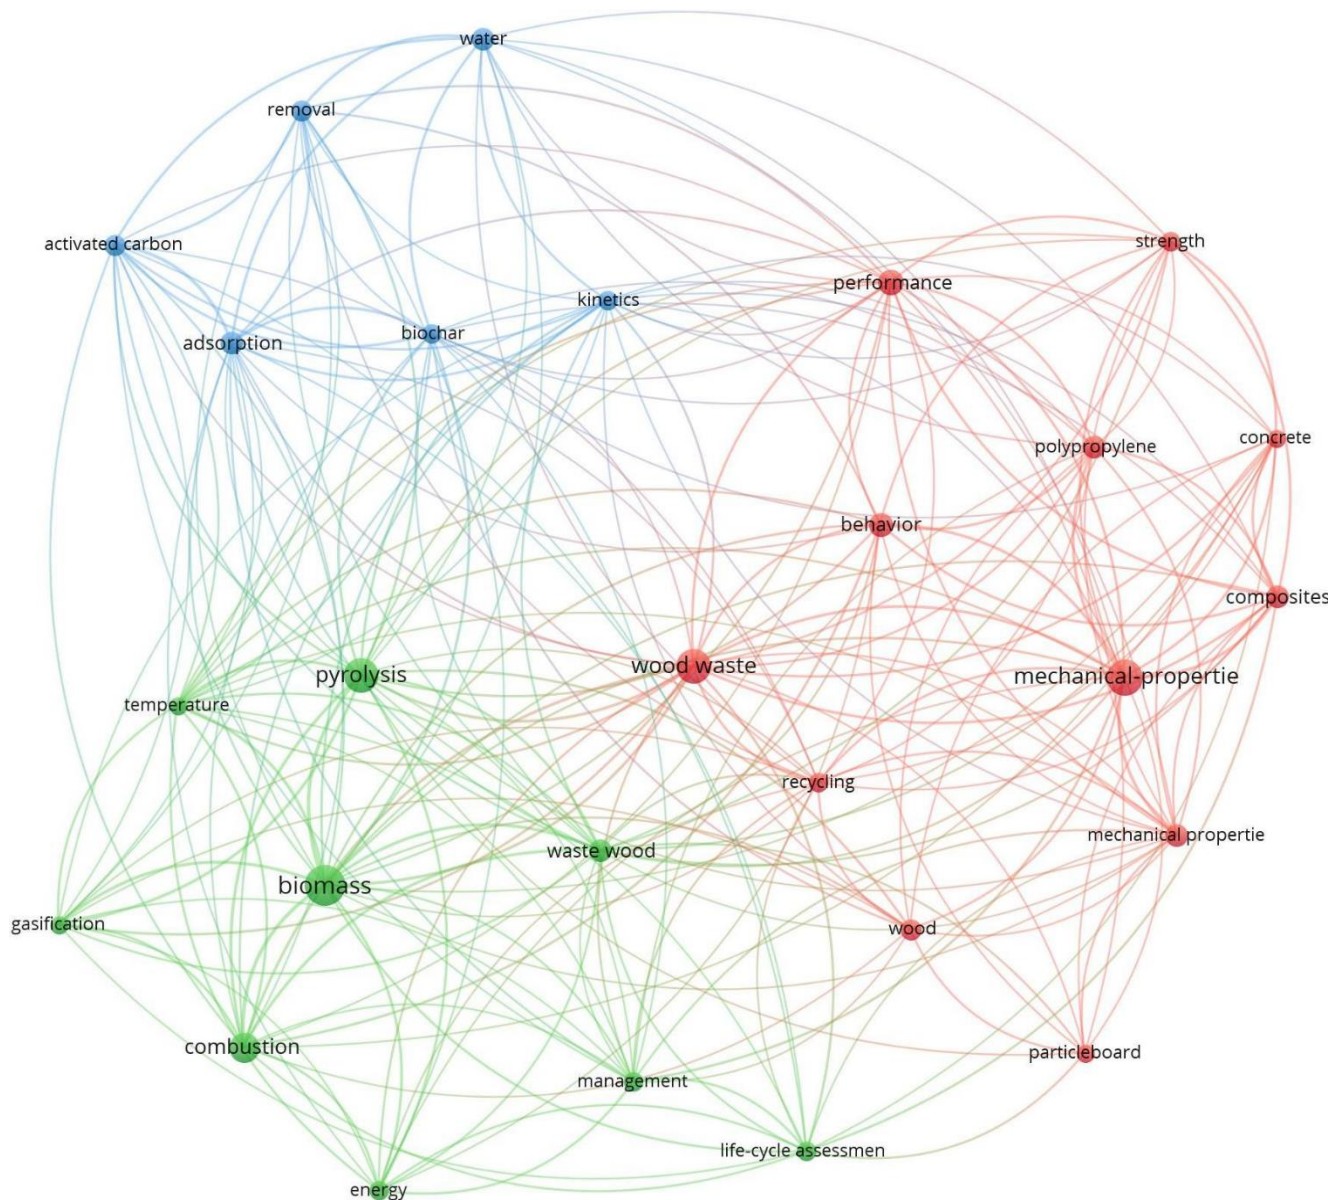 water
removal
activated carbon
strength
performance
kinetics
biochar
adsorption
polypropylene
concrete
behavior
composites
wood waste
pyrolysis
mechanical-propertie
temperature
recycling
mechanical propertie
waste wood
biomass
gasification
wood
combustion
particleboard
management
life-cycle assessmen
energy